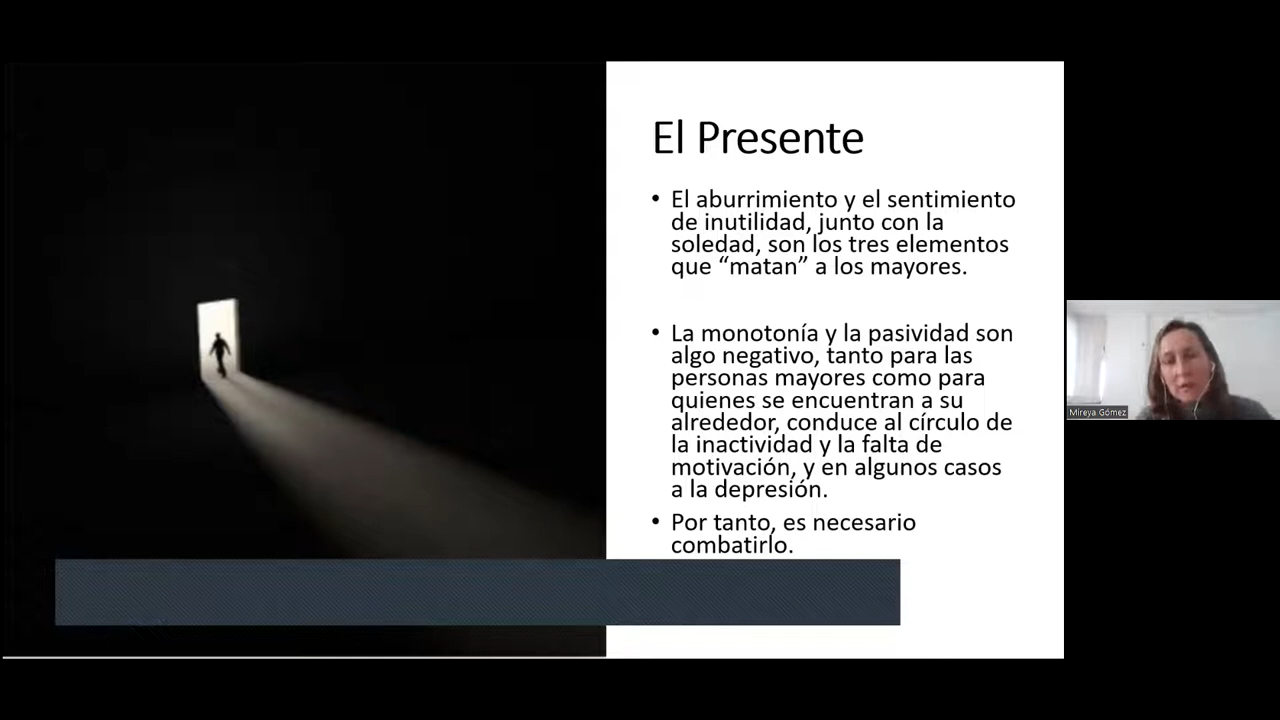 El Presente
• El aburrimiento y el sentimiento
de inutilidad, junto con la
soledad, son los tres elementos
que “matan” a los mayores.
• La monotonía y la pasividad son
algo negativo, tanto para las
personas mayores como para
quienes se encuentran a su
alrededor, conduce al círculo de
la inactividad y la falta de
motivación, y en algunos casos
a la depresión.
• Por tanto, es necesario
combatirlo.
Mireya Gómez